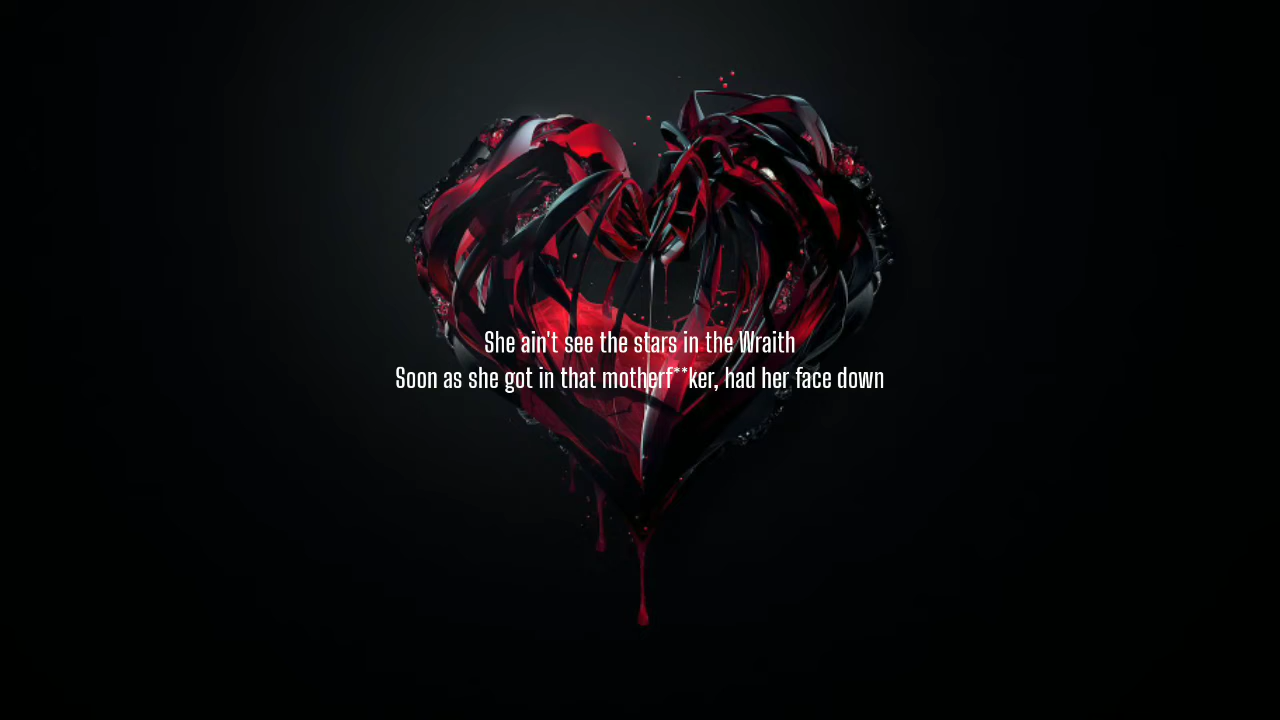 She ain't see the stars in the Wraith
Soon as she got in that motherf**ker, had her face down